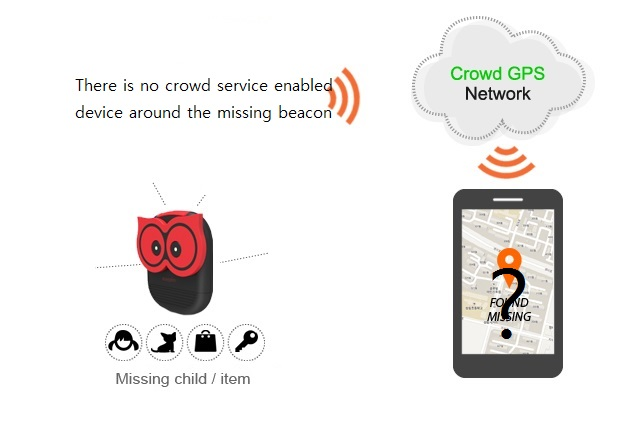 There is no crowd service enabled
device around the missing beacon
Crowd GPS
Network
?
FOUND
MISSING
Missing child / item